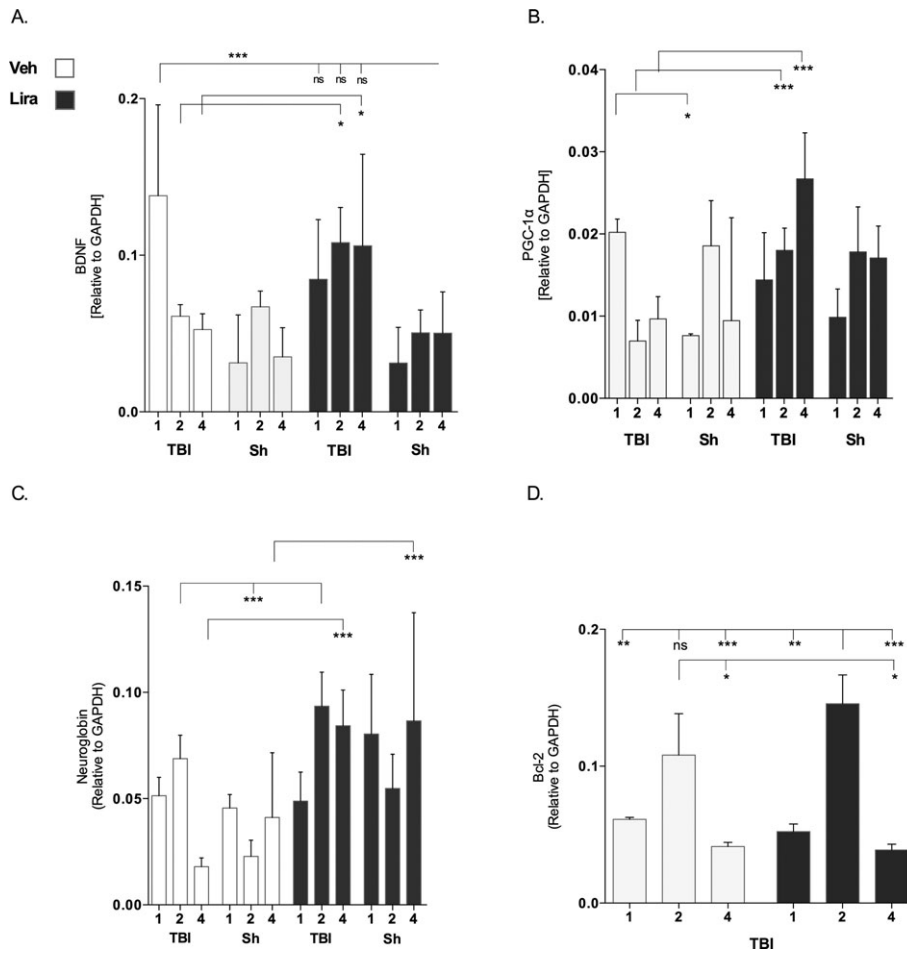 A.
Veh
Lira
***
ns ns ns
* *
0.2
0.1
0.0
BDNF
[Relative to GAPDH]
1 2 4 1 2 4 1 2 4 1 2 4
TBI Sh TBI Sh
B.
***
***
*
0.04
0.03
0.02
0.01
0.00
PGC-1α
[Relative to GAPDH]
1 2 4 1 2 4 1 2 4 1 2 4
TBI Sh TBI Sh
C.
***
***
***
0.15
0.10
0.05
0.00
Neuroglobin
(Relative to GAPDH)
1 2 4 1 2 4 1 2 4 1 2 4
TBI Sh TBI Sh
D.
** ns *** ** ***
* *
0.2
0.1
0.0
Bcl-2
(Relative to GAPDH)
1 2 4 1 2 4
TBI